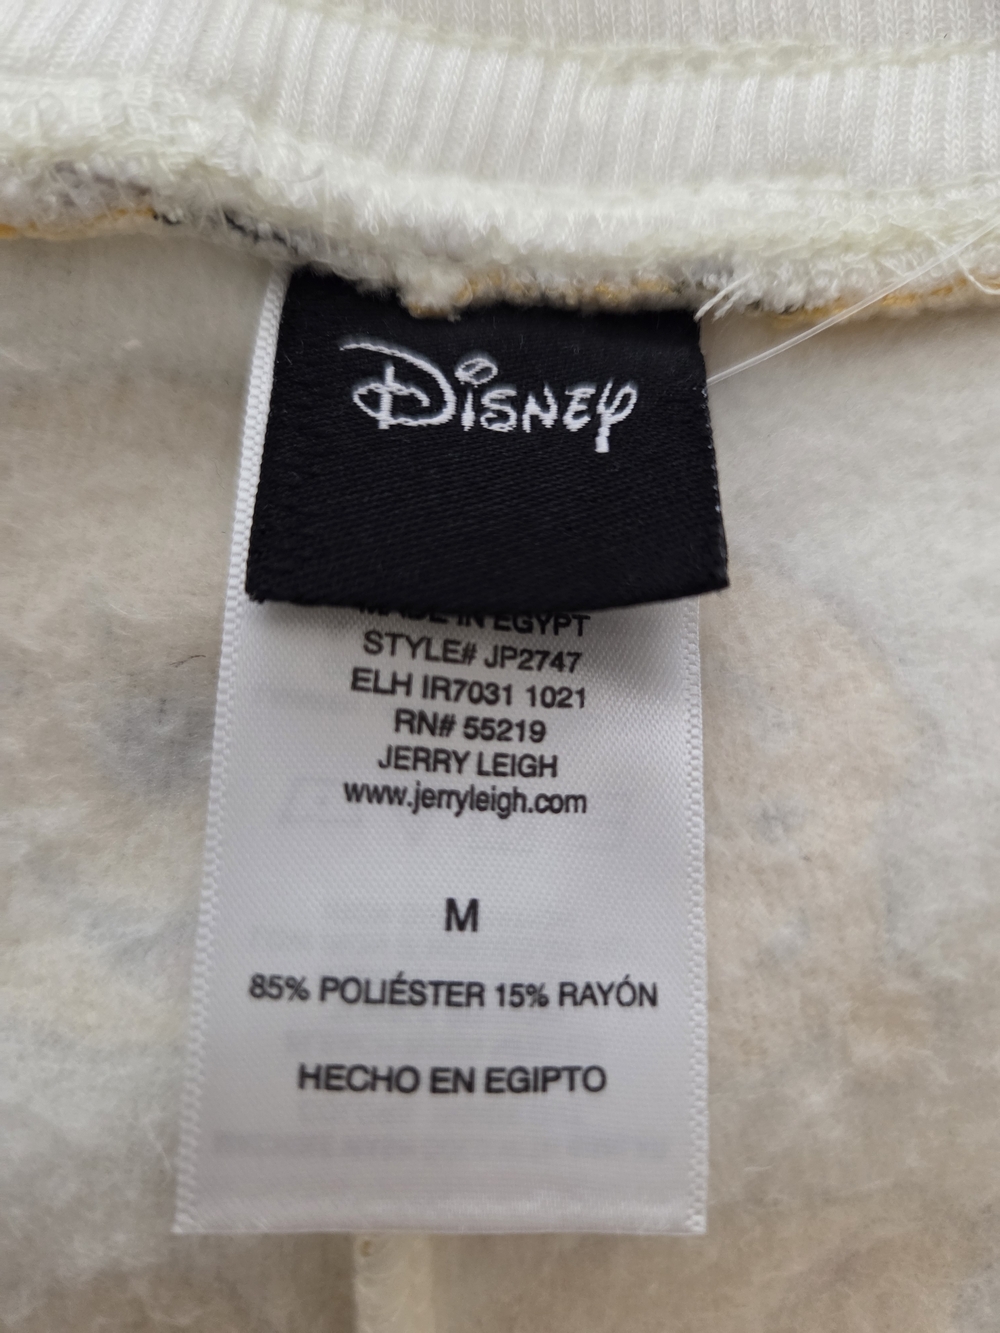 Disney
MADE IN EGYPT
STYLE# JP2747
ELH IR7031 1021
RN# 55219
JERRY LEIGH
www.jerryleigh.com
M
85% POLIÉSTER 15% RAYÓN
HECHO EN EGIPTO